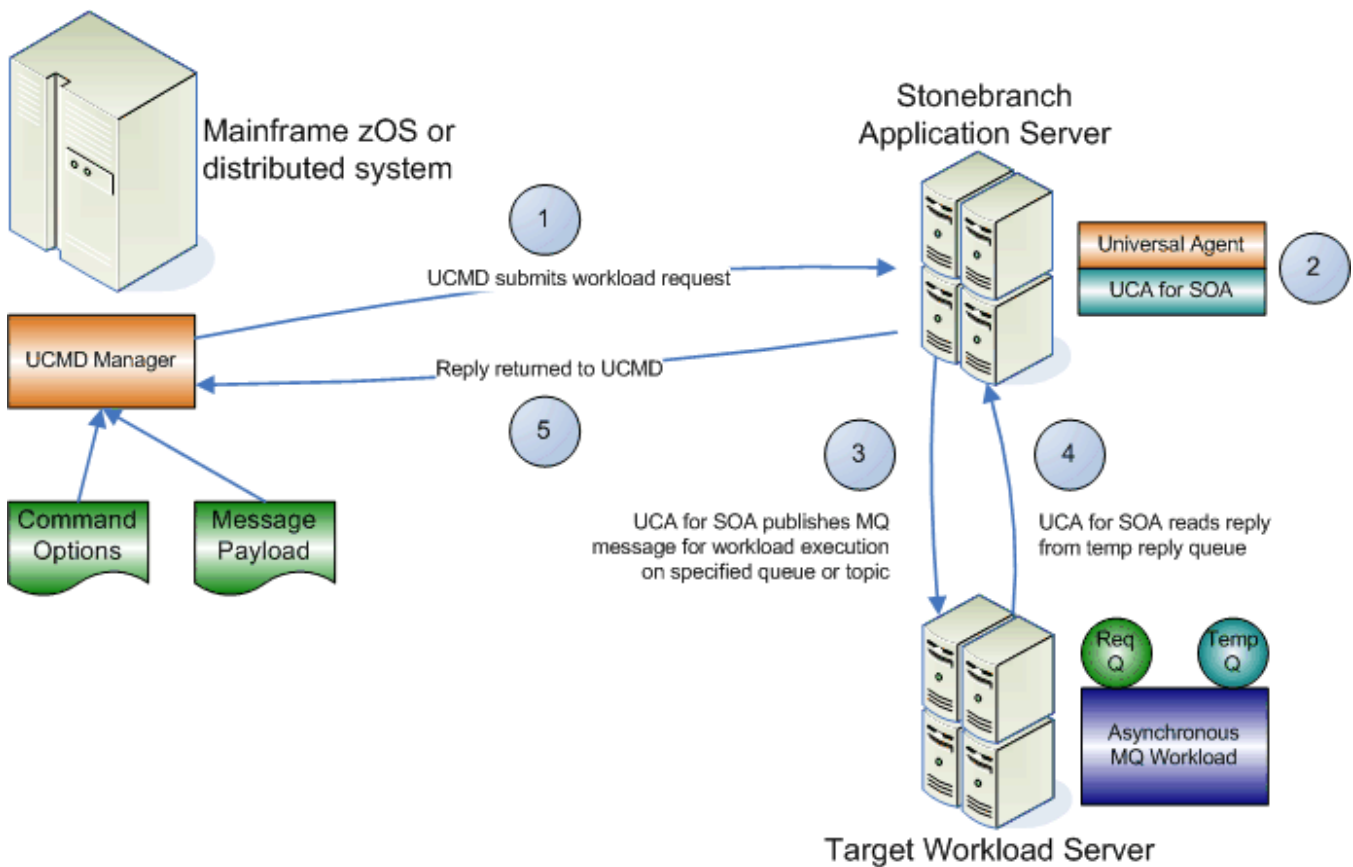 Mainframe zOS or
distributed system
Stonebranch
Application Server
1
UCMD submits workload request
Universal Agent
UCA for SOA
2
UCMD Manager
Reply returned to UCMD
5
3
4
Command
Options
Message
Payload
UCA for SOA publishes MQ
message for workload execution
on specified queue or topic
UCA for SOA reads reply
from temp reply queue
Req
Q
Temp
Q
Asynchronous
MQ Workload
Target Workload Server